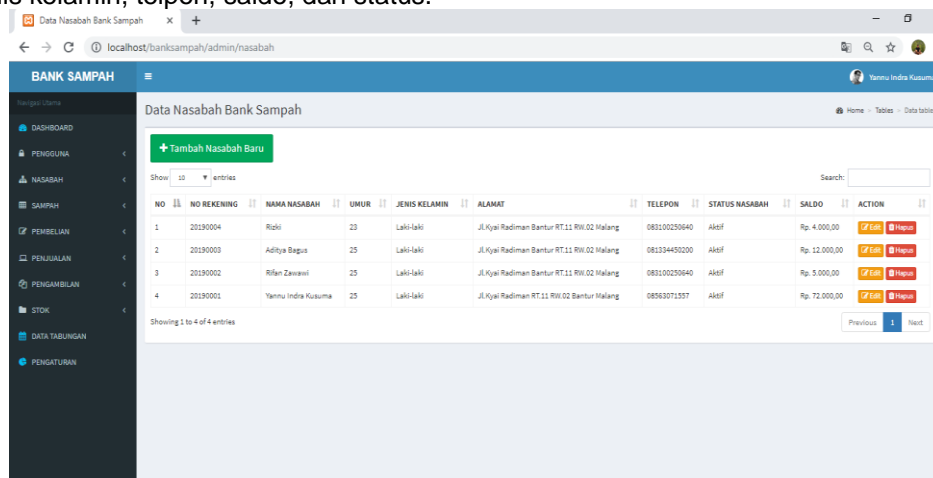 is kelamin, telpon, saldo, dan status.
Data Nasabah Bank Sampah
localhost/banksampah/admin/nasabah
BANK SAMPAH
Yannu Indra Kusuma
Navigasi Utama
Data Nasabah Bank Sampah
Home
Tables
Data table
DASHBOARD
PENGGUNA
NASABAH
SAMPAH
PEMBELIAN
PENJUALAN
PENGAMBILAN
STOK
DATA TABUNGAN
PENGATURAN
Tambah Nasabah Baru
Show 10 entries
Search:
NO NO REKENING NAMA NASABAH UMUR JENIS KELAMIN ALAMAT TELEPON STATUS NASABAH SALDO ACTION
1 20190004 Rizki 23 Laki-laki Jl.Kyai Radiman Bantur RT.11 RW.02 Malang 083100250640 Aktif Rp. 4.000,00 Edit Hapus
2 20190003 Aditya Bagus 25 Laki-laki Jl.Kyai Radiman Bantur RT.11 RW.02 Malang 081334450200 Aktif Rp. 12.000,00 Edit Hapus
3 20190002 Rifan Zawawi 25 Laki-laki Jl.Kyai Radiman Bantur RT.11 RW.02 Malang 083100250640 Aktif Rp. 5.000,00 Edit Hapus
4 20190001 Yannu Indra Kusuma 25 Laki-laki Jl.Kyai Radiman RT.11 RW.02 Bantur Malang 08563071557 Aktif Rp. 72.000,00 Edit Hapus
Showing 1 to 4 of 4 entries
Previous 1 Next